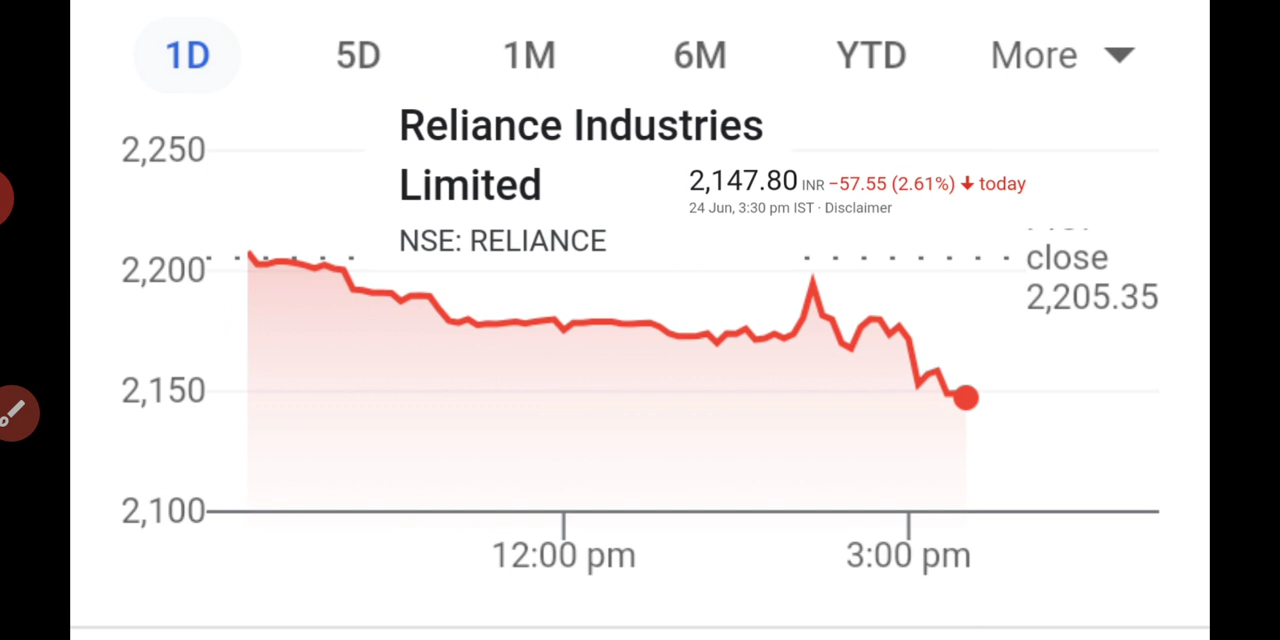 1D 5D 1M 6M YTD More
Reliance Industries
Limited
NSE: RELIANCE
2,147.80 INR −57.55 (2.61%) today
24 Jun, 3:30 pm IST · Disclaimer
2,250
2,200
2,150
2,100
close
2,205.35
12:00 pm 3:00 pm